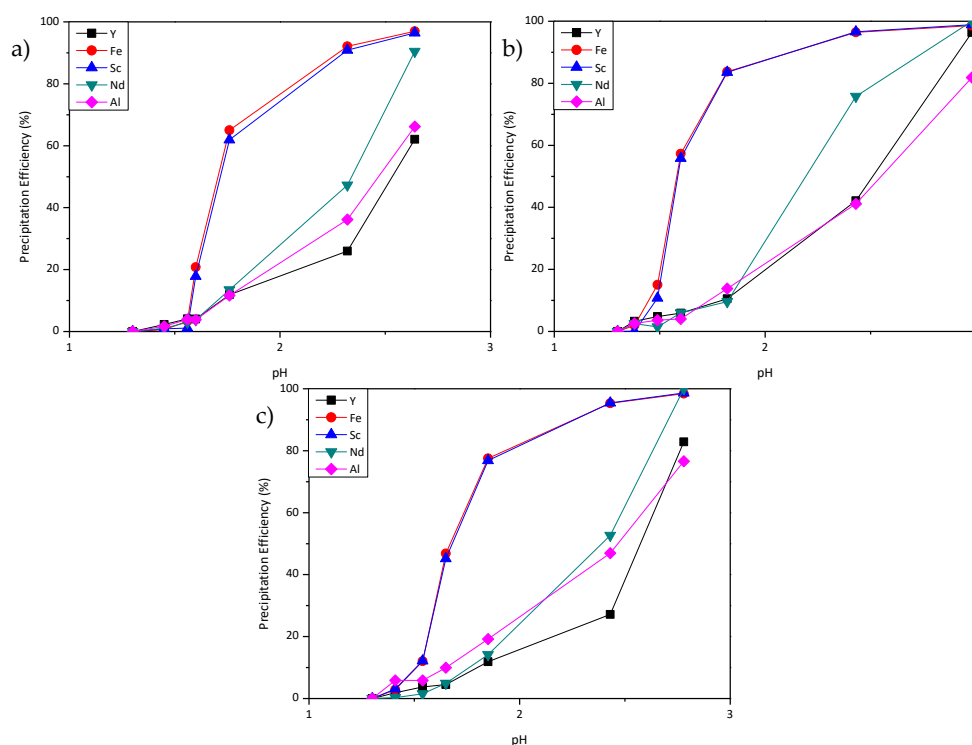 a)
Y
Fe
Sc
Nd
Al
100
80
60
40
20
0
Precipitation Efficiency (%)
1
2
3
pH
b)
Y
Fe
Sc
Nd
Al
100
80
60
40
20
0
Precipitation Efficiency (%)
1
2
pH
c)
Y
Fe
Sc
Nd
Al
100
80
60
40
20
0
Precipitation Efficiency (%)
1
2
3
pH